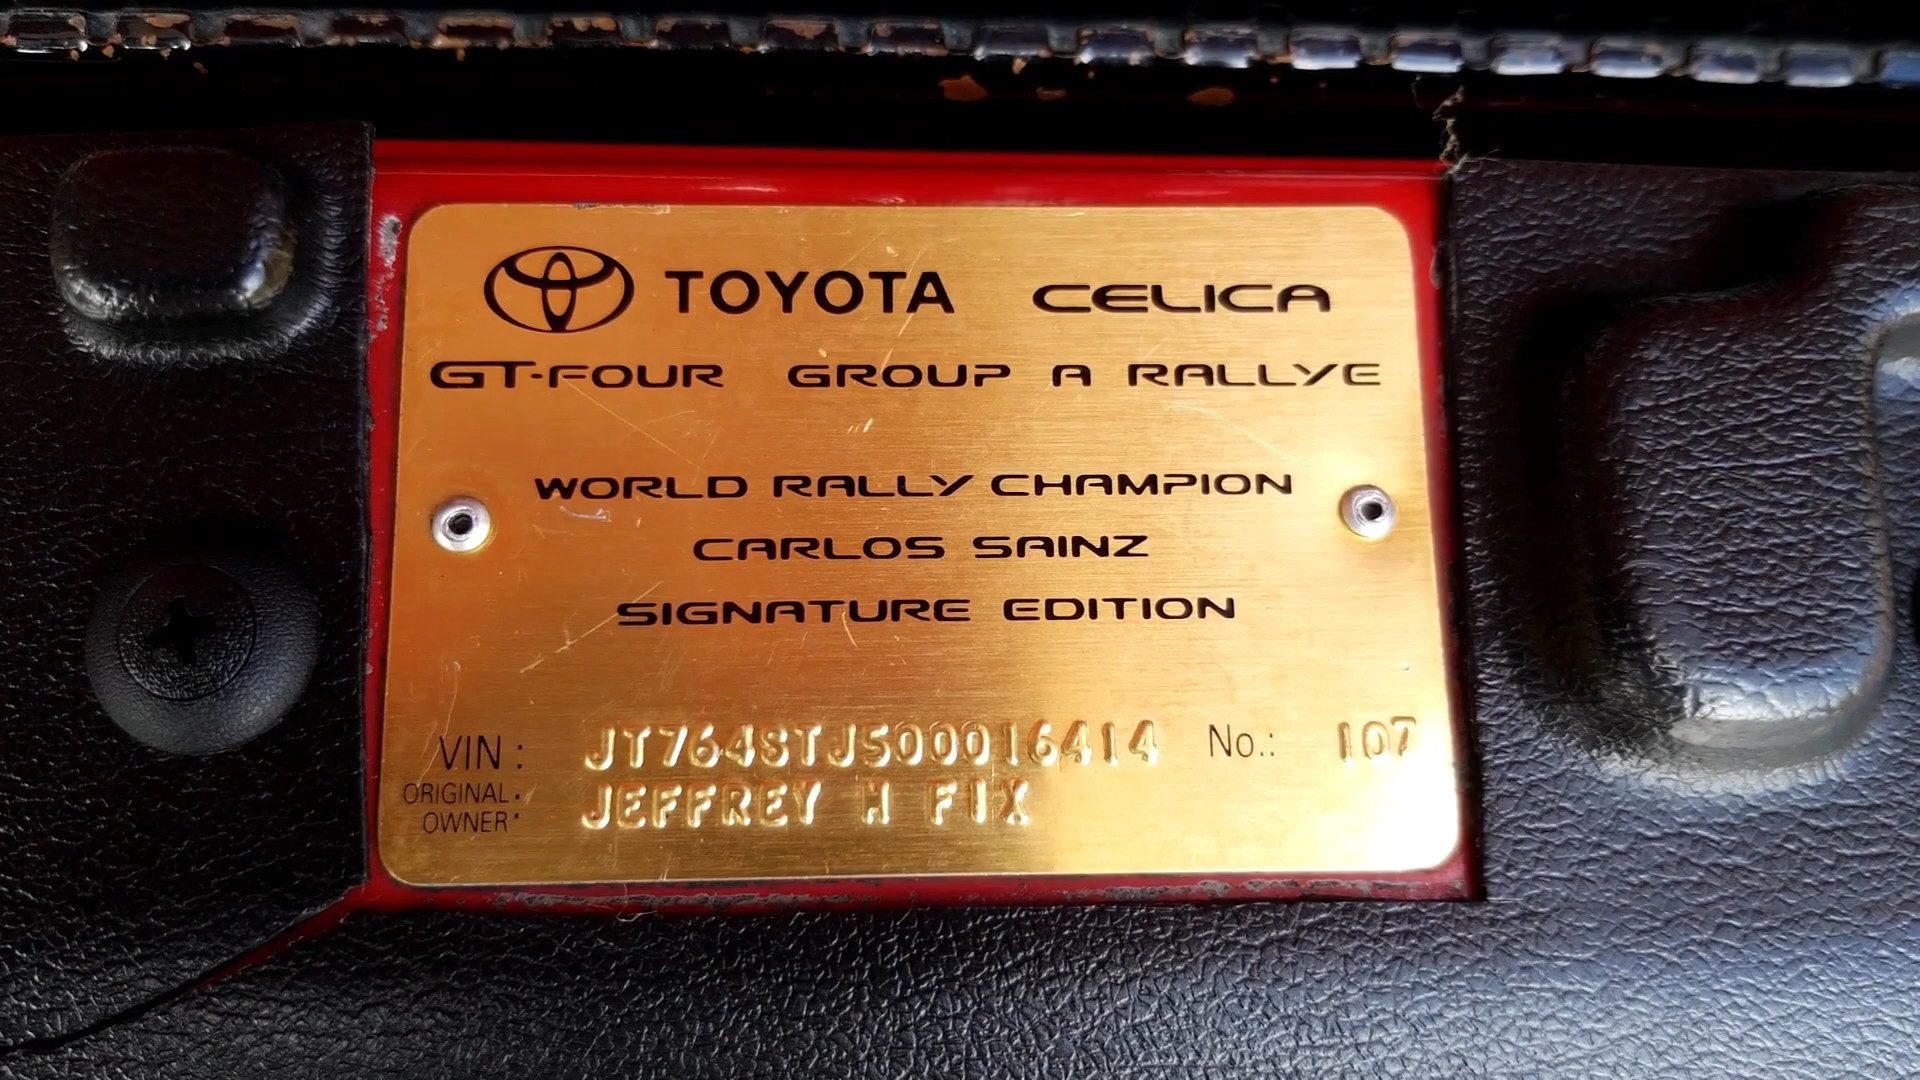 TOYOTA CELICA
GT-FOUR GROUP A RALLYE
WORLD RALLY CHAMPION
CARLOS SAINZ
SIGNATURE EDITION
VIN: JT764STJ500016414 No.: 107
ORIGINAL OWNER: JEFFREY H FIX